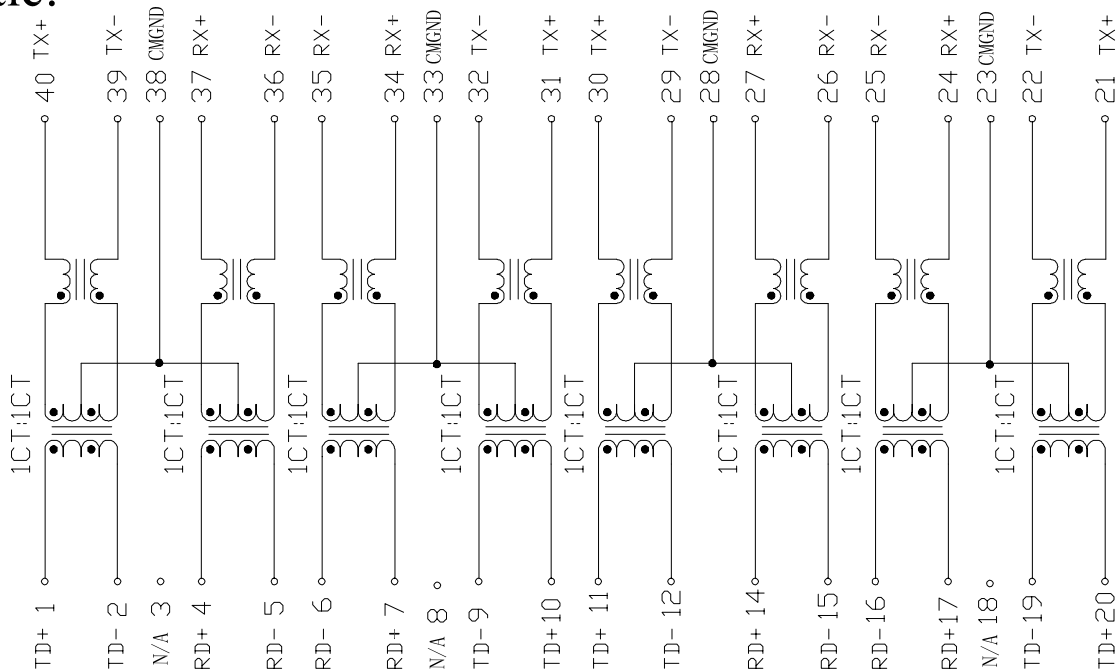 40 TX+
39 TX-
38 CMGND
37 RX+
36 RX-
35 RX-
34 RX+
33 CMGND
32 TX-
31 TX+
30 TX+
29 TX-
28 CMGND
27 RX+
26 RX-
25 RX-
24 RX+
23 CMGND
22 TX-
21 TX+
1CT:1CT
1CT:1CT
1CT:1CT
1CT:1CT
1CT:1CT
1CT:1CT
1CT:1CT
1CT:1CT
TD+ 1
TD- 2
N/A 3
RD+ 4
RD- 5
RD- 6
RD+ 7
N/A 8
TD-9
TD+10
TD+ 11
TD-12
RD+ 14
RD-15
RD-16
RD+17
N/A 18
TD-19
TD+20